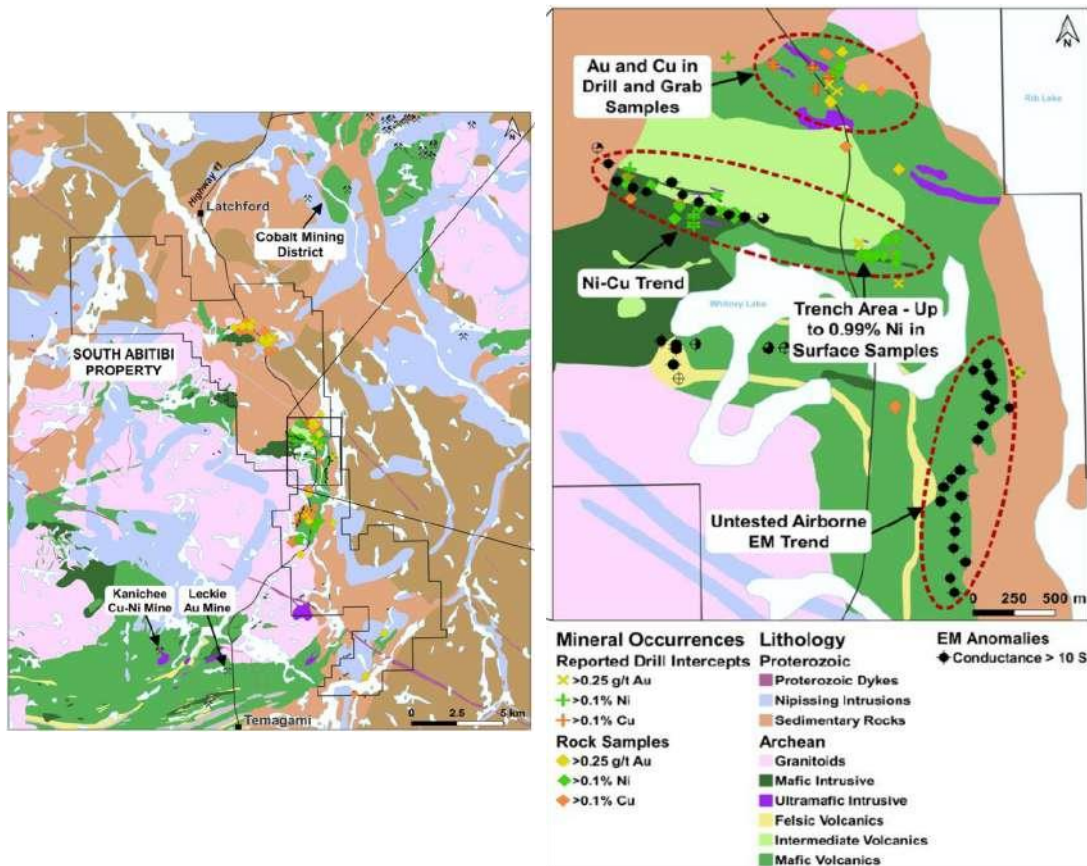 N
Highway 11
Latchford
Cobalt Mining
District
SOUTH ABITIBI
PROPERTY
Kanichee
Cu-Ni Mine
Leckie
Au Mine
Temagami
0 2.5 5 km
N
Au and Cu in
Drill and Grab
Samples
Rib Lake
Ni-Cu Trend
Whitney Lake
Trench Area - Up
to 0.99% Ni in
Surface Samples
Untested Airborne
EM Trend
0 250 500 m
Mineral Occurrences
Reported Drill Intercepts
>0.25 g/t Au
>0.1% Ni
>0.1% Cu
Rock Samples
>0.25 g/t Au
>0.1% Ni
>0.1% Cu
Lithology
Proterozoic
Proterozoic Dykes
Nipissing Intrusions
Sedimentary Rocks
Archean
Granitoids
Mafic Intrusive
Ultramafic Intrusive
Felsic Volcanics
Intermediate Volcanics
Mafic Volcanics
EM Anomalies
Conductance > 10 S